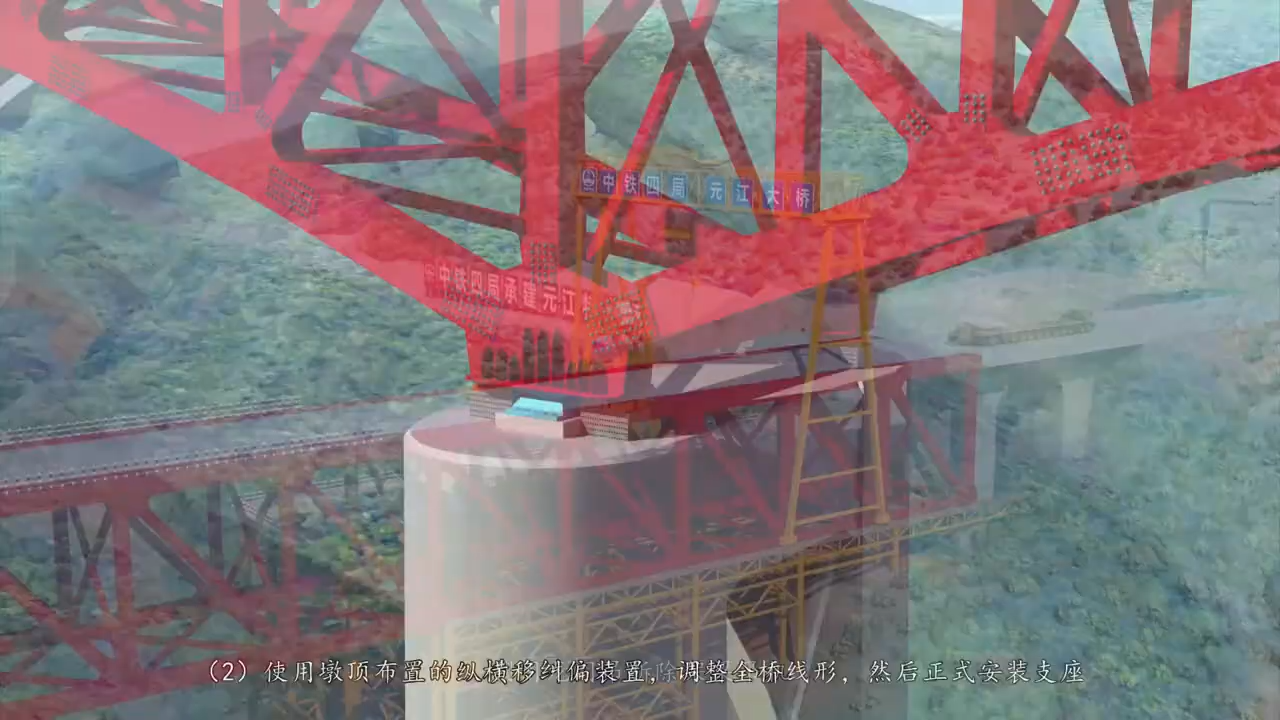 中铁四局 元江大桥
中铁四局承建元江
（2）使用墩顶布置的纵横移纠偏装置，调整全桥线形，然后正式安装支座